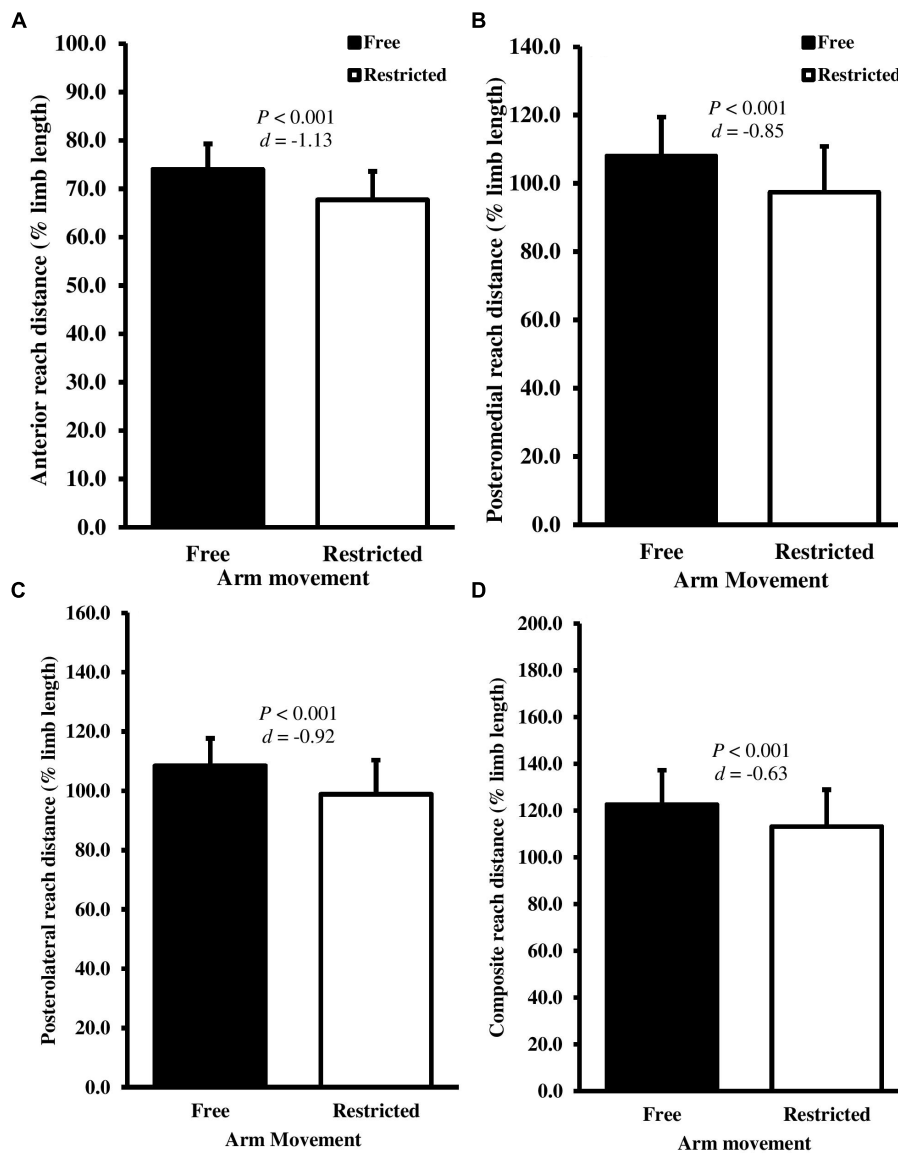 A
Anterior reach distance (% limb length)
100.0
90.0
80.0
70.0
60.0
50.0
40.0
30.0
20.0
10.0
0.0
Free
Restricted
P < 0.001
d = -1.13
Free Restricted
Arm movement
B
Posteromedial reach distance (% limb length)
140.0
120.0
100.0
80.0
60.0
40.0
20.0
0.0
Free
Restricted
P < 0.001
d = -0.85
Free Restricted
Arm Movement
C
Posterolateral reach distance (% limb length)
160.0
140.0
120.0
100.0
80.0
60.0
40.0
20.0
0.0
P < 0.001
d = -0.92
Free Restricted
Arm Movement
D
Composite reach distance (% limb length)
200.0
180.0
160.0
140.0
120.0
100.0
80.0
60.0
40.0
20.0
0.0
P < 0.001
d = -0.63
Free Restricted
Arm movement